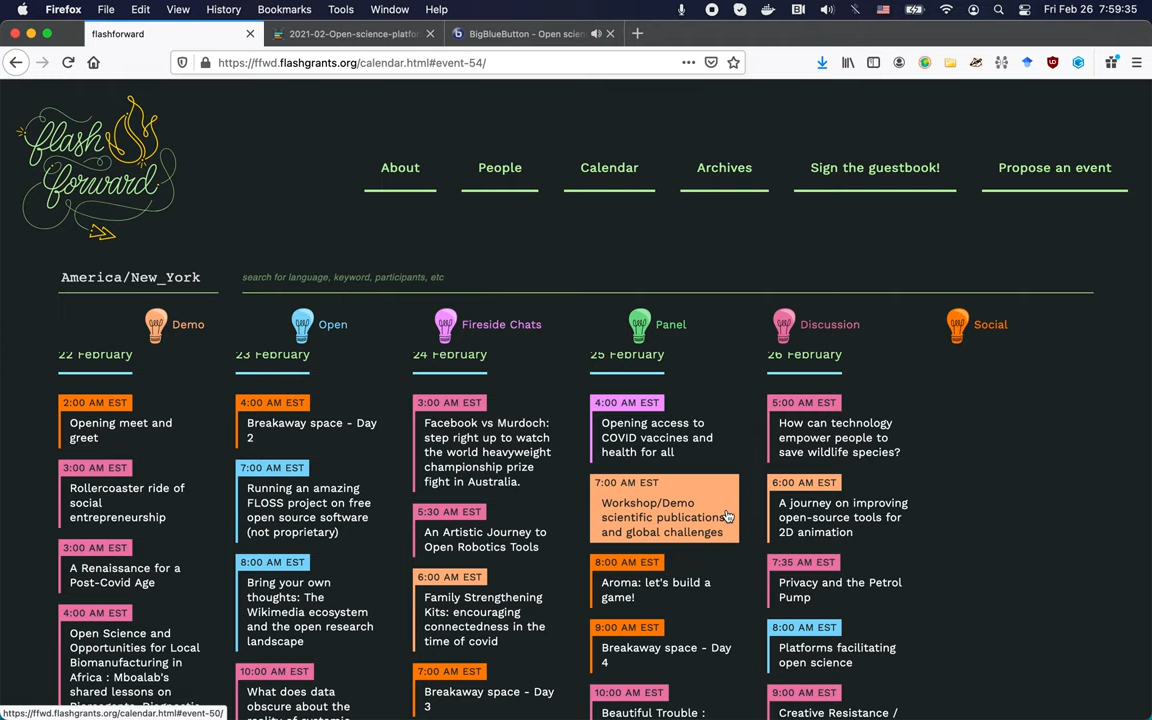 Firefox File Edit View History Bookmarks Tools Window Help Fri Feb 26 7:59:35
flashforward 2021-02-Open-science-platfo BigBlueButton - Open scien
https://ffwd.flashgrants.org/calendar.html#event-54/
flash
forward
About People Calendar Archives Sign the guestbook! Propose an event
America/New_York search for language, keyword, participants, etc
Demo Open Fireside Chats Panel Discussion Social
22 February
2:00 AM EST
Opening meet and
greet
3:00 AM EST
Rollercoaster ride of
social
entrepreneurship
3:00 AM EST
A Renaissance for a
Post-Covid Age
4:00 AM EST
Open Science and
Opportunities for Local
Biomanufacturing in
Africa : Mboalab's
shared lessons on
23 February
4:00 AM EST
Breakaway space - Day
2
7:00 AM EST
Running an amazing
FLOSS project on free
open source software
(not proprietary)
8:00 AM EST
Bring your own
thoughts: The
Wikimedia ecosystem
and the open research
landscape
10:00 AM EST
What does data
obscure about the
24 February
3:00 AM EST
Facebook vs Murdoch:
step right up to watch
the world heavyweight
championship prize
fight in Australia.
5:30 AM EST
An Artistic Journey to
Open Robotics Tools
6:00 AM EST
Family Strengthening
Kits: encouraging
connectedness in the
time of covid
7:00 AM EST
Breakaway space - Day
3
25 February
4:00 AM EST
Opening access to
COVID vaccines and
health for all
7:00 AM EST
Workshop/Demo
scientific publications
and global challenges
8:00 AM EST
Aroma: let's build a
game!
9:00 AM EST
Breakaway space - Day
4
10:00 AM EST
Beautiful Trouble :
26 February
5:00 AM EST
How can technology
empower people to
save wildlife species?
6:00 AM EST
A journey on improving
open-source tools for
2D animation
7:35 AM EST
Privacy and the Petrol
Pump
8:00 AM EST
Platforms facilitating
open science
9:00 AM EST
Creative Resistance /
https://ffwd.flashgrants.org/calendar.html#event-50/